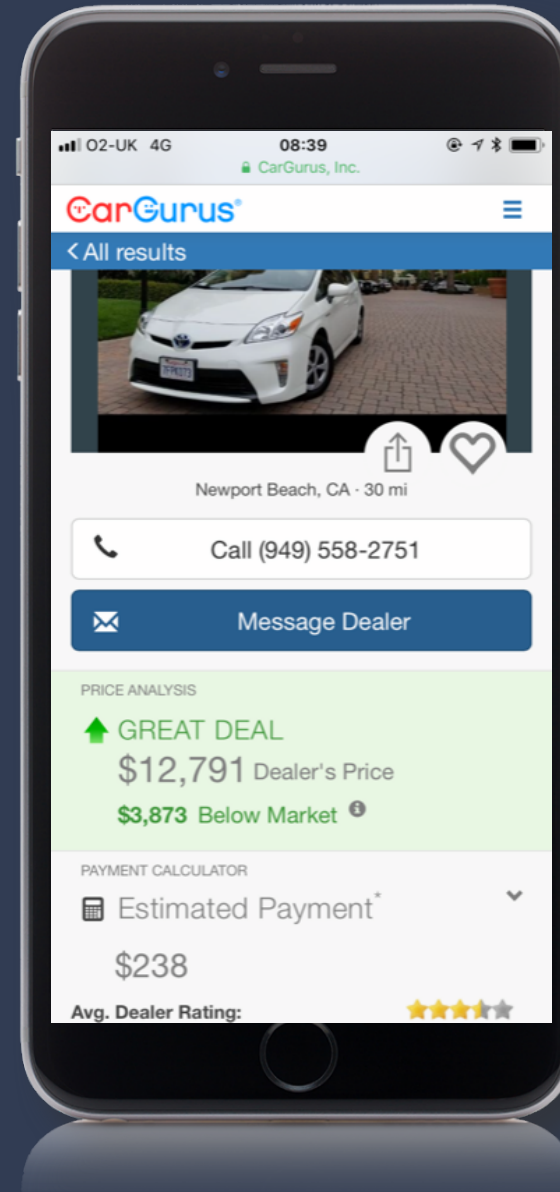 O2-UK 4G 08:39
CarGurus, Inc.
CarGurus®
<All results
Newport Beach, CA · 30 mi
Call (949) 558-2751
Message Dealer
PRICE ANALYSIS
GREAT DEAL
$12,791 Dealer's Price
$3,873 Below Market
PAYMENT CALCULATOR
Estimated Payment*
$238
Avg. Dealer Rating: